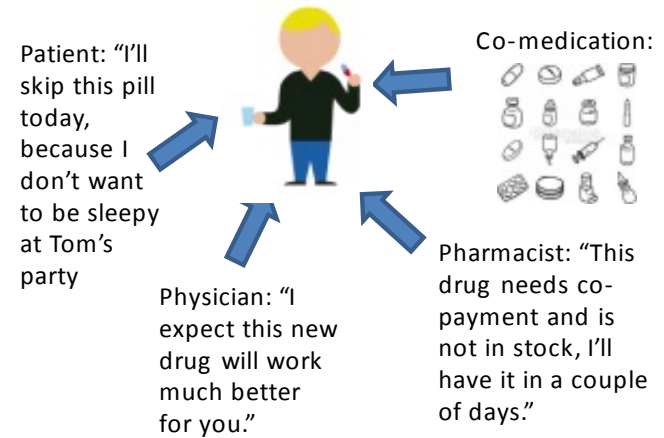 Patient: “I’ll
skip this pill
today,
because I
don’t want
to be sleepy
at Tom’s
party
Co-medication:
Physician: “I
expect this new
drug will work
much better
for you.”
Pharmacist: “This
drug needs co-
payment and is
not in stock, I’ll
have it in a couple
of days.”